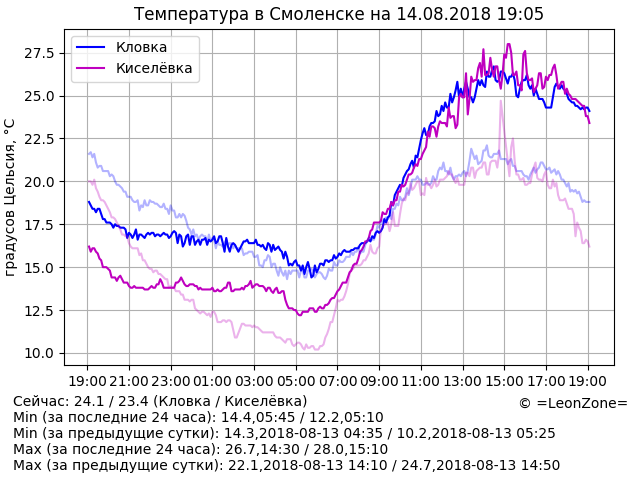 Температура в Смоленске на 14.08.2018 19:05
Кловка
Киселёвка
градусов Цельсия, °C
27.5
25.0
22.5
20.0
17.5
15.0
12.5
10.0
19:00 21:00 23:00 01:00 03:00 05:00 07:00 09:00 11:00 13:00 15:00 17:00 19:00
Сейчас: 24.1 / 23.4 (Кловка / Киселёвка)
© =LeonZone=
Min (за последние 24 часа): 14.4,05:45 / 12.2,05:10
Min (за предыдущие сутки): 14.3,2018-08-13 04:35 / 10.2,2018-08-13 05:25
Max (за последние 24 часа): 26.7,14:30 / 28.0,15:10
Max (за предыдущие сутки): 22.1,2018-08-13 14:10 / 24.7,2018-08-13 14:50